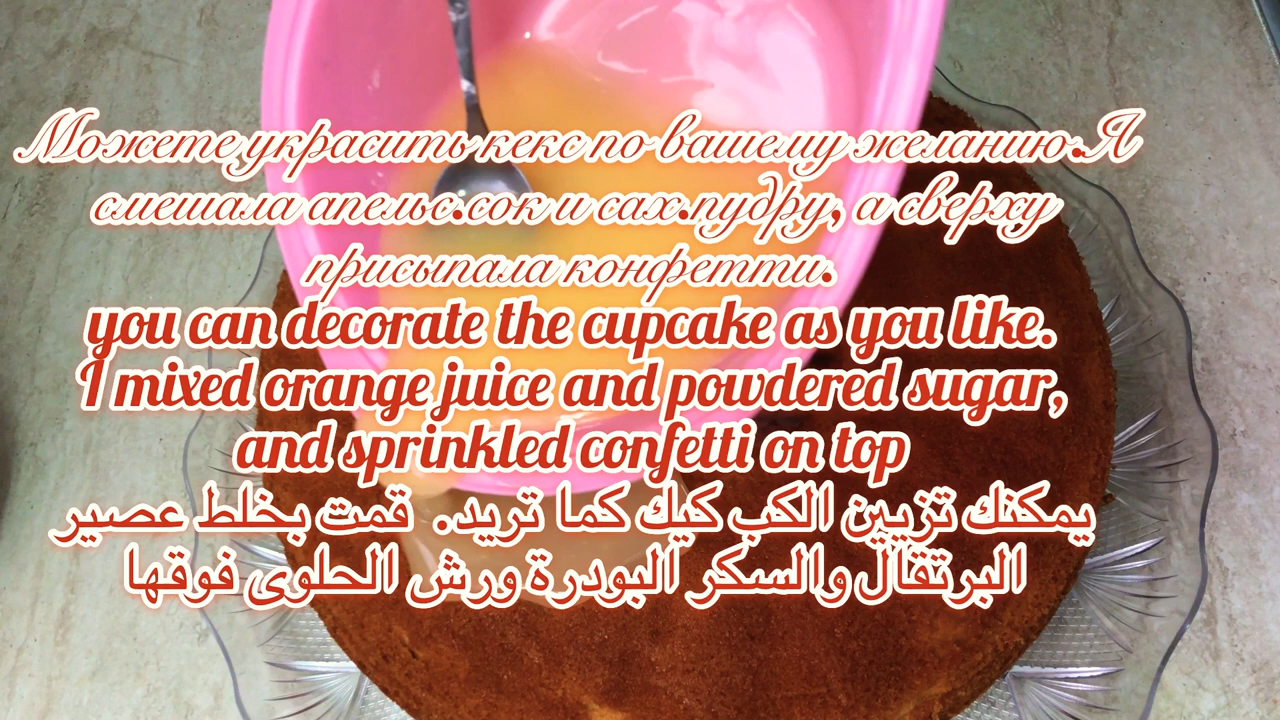 Можете украсить кекс по вашему желанию.Я
смешала апельс.сок и сах.пудру, а сверху
присыпала конфетти.
you can decorate the cupcake as you like.
I mixed orange juice and powdered sugar,
and sprinkled confetti on top
يمكنك تزيين الكب كيك كما تريد. قمت بخلط عصير
البرتقال والسكر البودرة ورش الحلوى فوقها